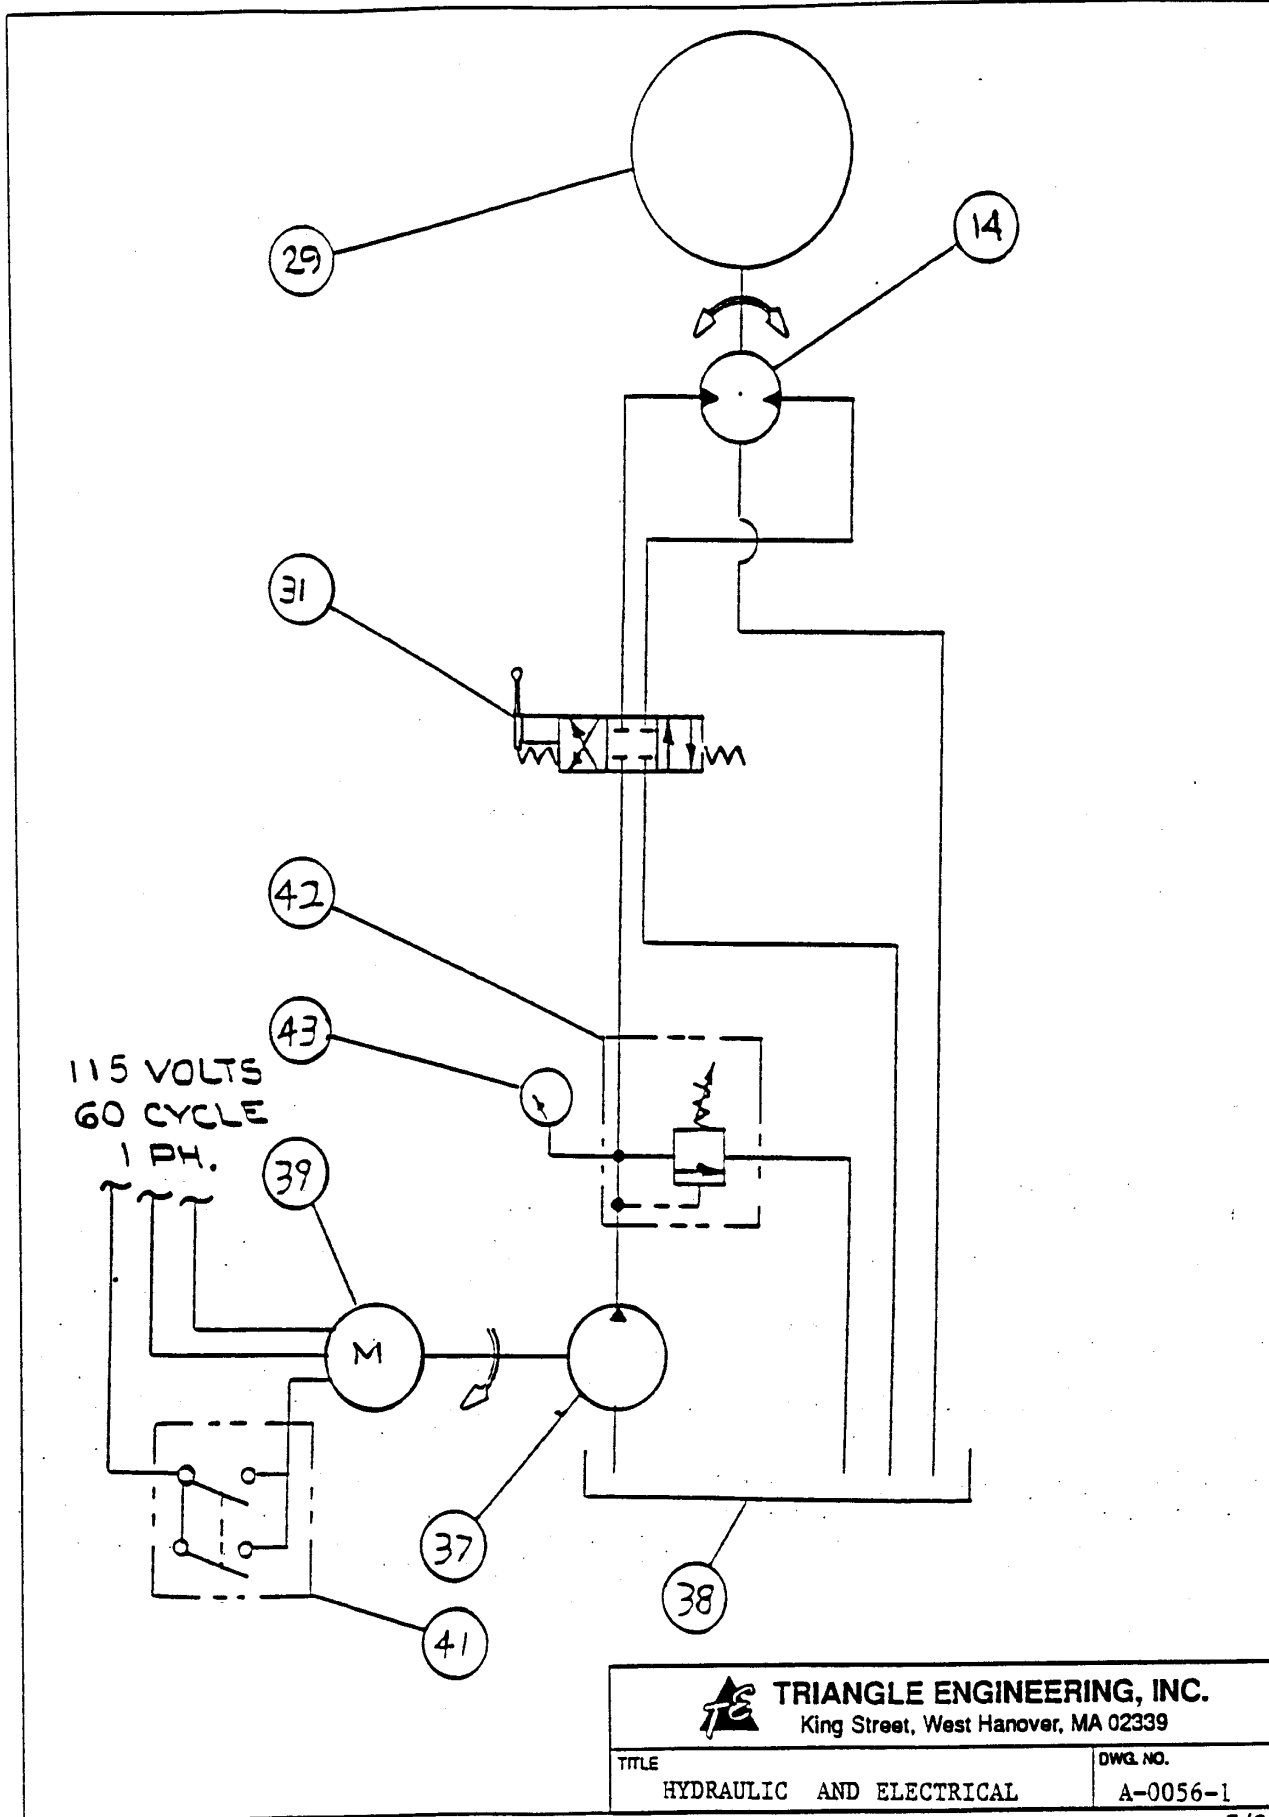 29
14
31
42
43
115 VOLTS
60 CYCLE
1 PH.
39
M
37
38
41
TE
TRIANGLE ENGINEERING, INC.
King Street, West Hanover, MA 02339
TITLE
DWG. NO.
HYDRAULIC AND ELECTRICAL
A-0056-1